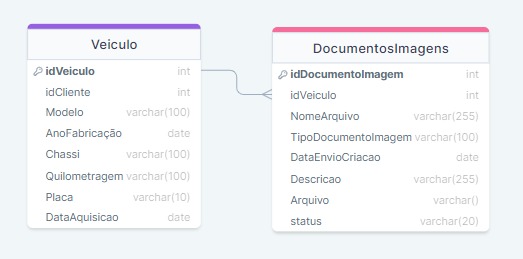 Veiculo
idVeiculo int
idCliente int
Modelo varchar(100)
AnoFabricação date
Chassi varchar(100)
Quilometragem varchar(100)
Placa varchar(10)
DataAquisicao date
DocumentosImagens
idDocumentoImagem int
idVeiculo int
NomeArquivo varchar(255)
TipoDocumentoImagem varchar(100)
DataEnvioCriacao date
Descricao varchar(255)
Arquivo varchar()
status varchar(20)